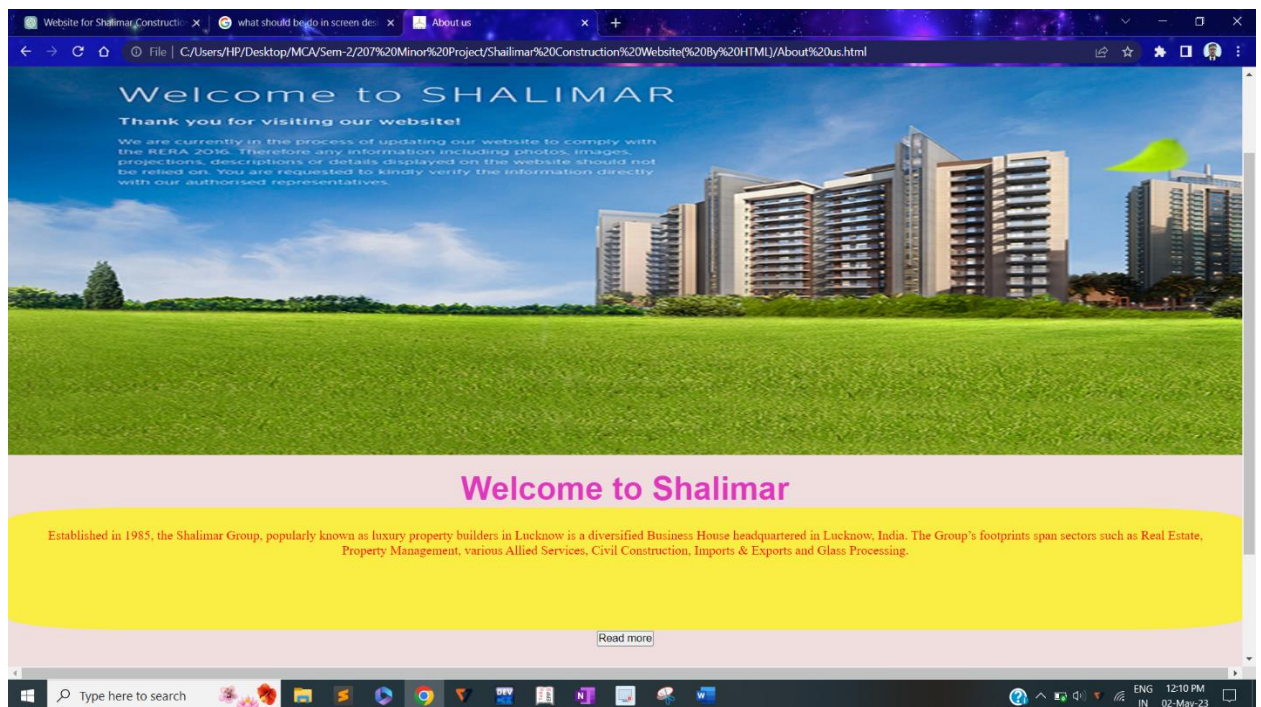 Website for Shalimar Constructio
what should be do in screen desi
About us
File | C:/Users/HP/Desktop/MCA/Sem-2/207%20Minor%20Project/Shailimar%20Construction%20Website(%20By%20HTML)/About%20us.html
Welcome to SHALIMAR
Thank you for visiting our website!
We are currently in the process of updating our website to comply with
the RERA 2016. Therefore any information including photos, images,
projections, descriptions or details displayed on the website should not
be relied on. You are requested to kindly verify the information directly
with our authorised representatives.
Welcome to Shalimar
Established in 1985, the Shalimar Group, popularly known as luxury property builders in Lucknow is a diversified Business House headquartered in Lucknow, India. The Group's footprints span sectors such as Real Estate,
Property Management, various Allied Services, Civil Construction, Imports & Exports and Glass Processing.
Read more
Type here to search
DEV
ENG
IN
12:10 PM
02-May-23